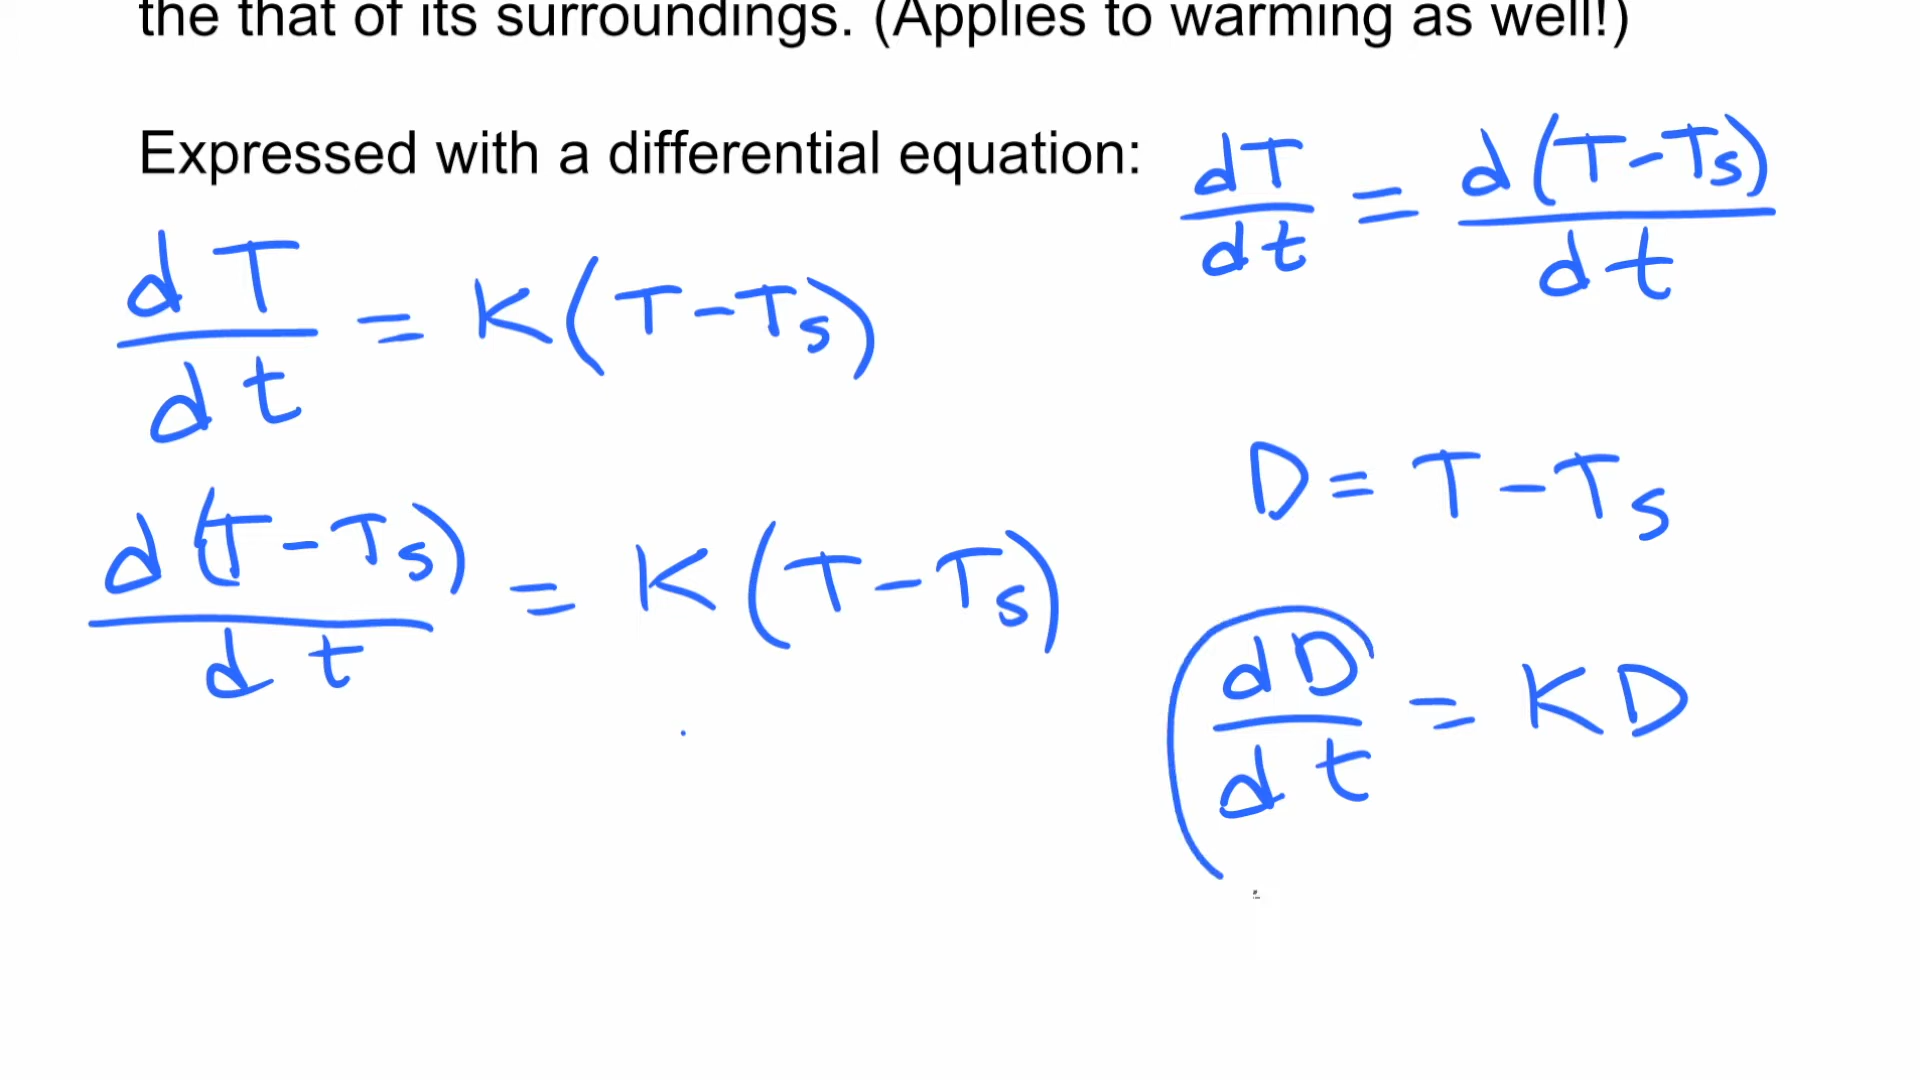 the that of its surroundings. (Applies to warming as well!)
Expressed with a differential equation:
dT/dt = d(T-Ts)/dt
dT/dt = K(T-Ts)
D = T-Ts
d(T-Ts)/dt = K(T-Ts)
dD/dt = KD